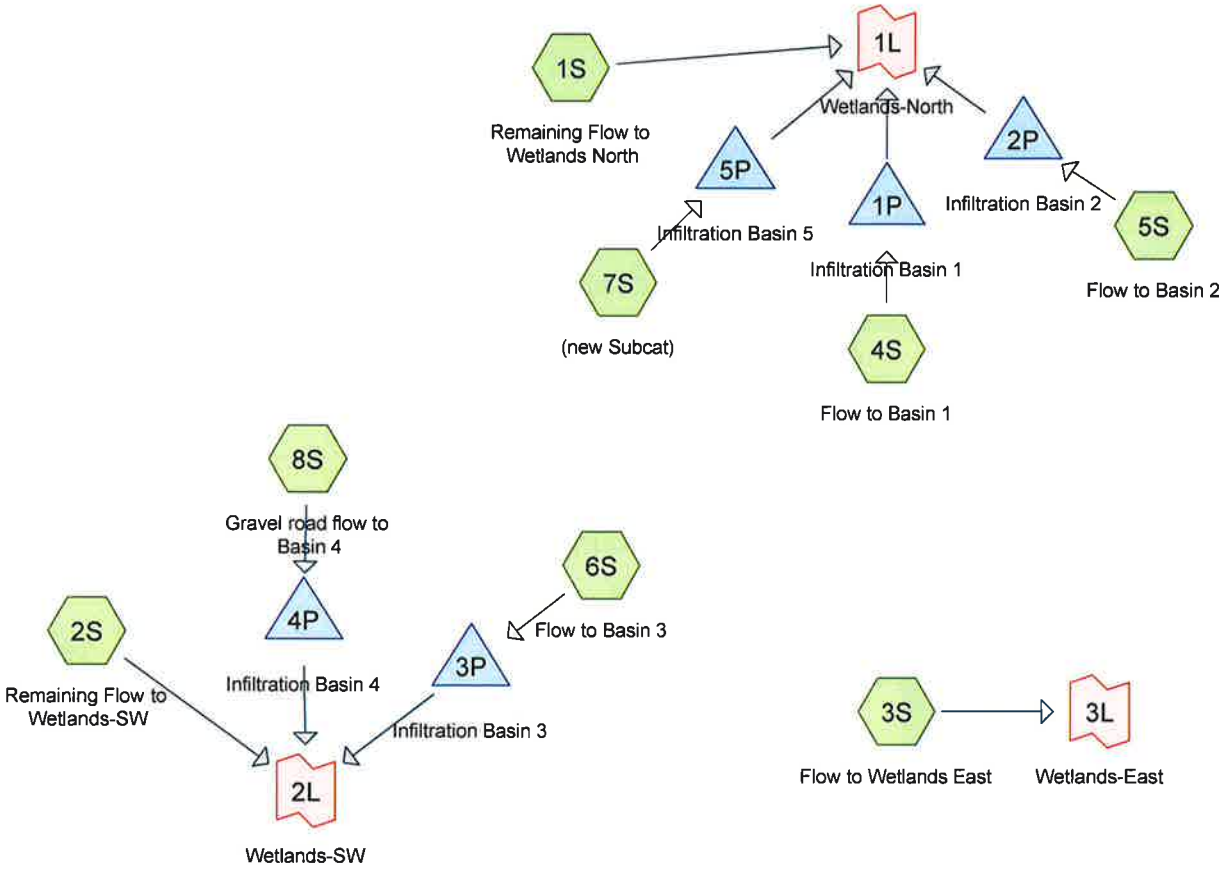 1L
Wetlands-North
1S
Remaining Flow to
Wetlands North
2P
Infiltration Basin 2
5P
Infiltration Basin 5
1P
Infiltration Basin 1
5S
Flow to Basin 2
7S
(new Subcat)
4S
Flow to Basin 1
8S
Gravel road flow to
Basin 4
6S
Flow to Basin 3
4P
Infiltration Basin 4
2S
Remaining Flow to
Wetlands-SW
3P
Infiltration Basin 3
3S
Flow to Wetlands East
3L
Wetlands-East
2L
Wetlands-SW